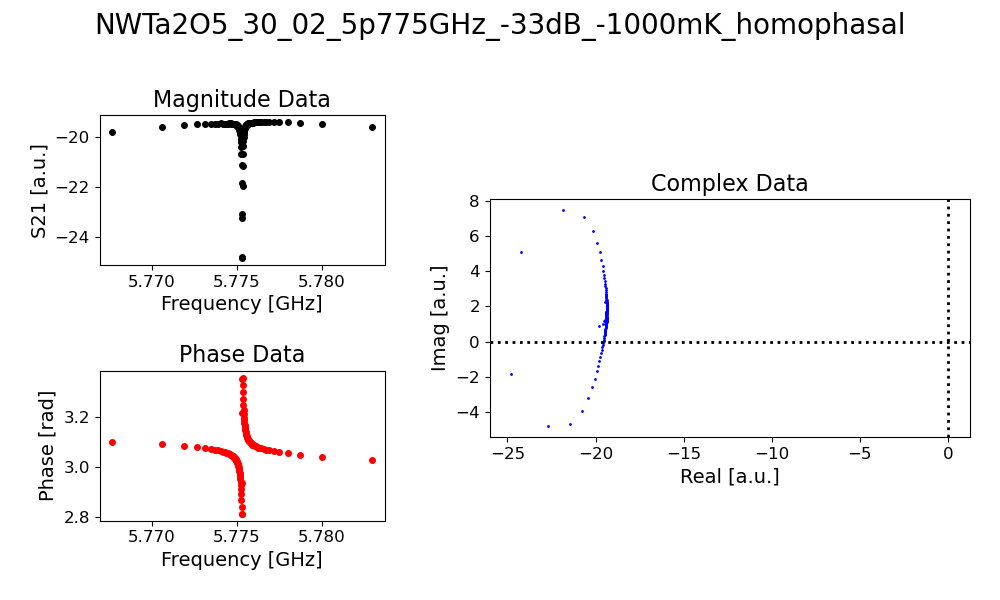 NWTa2O5_30_02_5p775GHz_-33dB_-1000mK_homophasal
Magnitude Data
S21 [a.u.]
−20
−22
−24
5.770 5.775 5.780
Frequency [GHz]
Phase Data
Phase [rad]
3.2
3.0
2.8
5.770 5.775 5.780
Frequency [GHz]
Complex Data
Imag [a.u.]
8
6
4
2
0
−2
−4
−25 −20 −15 −10 −5 0
Real [a.u.]